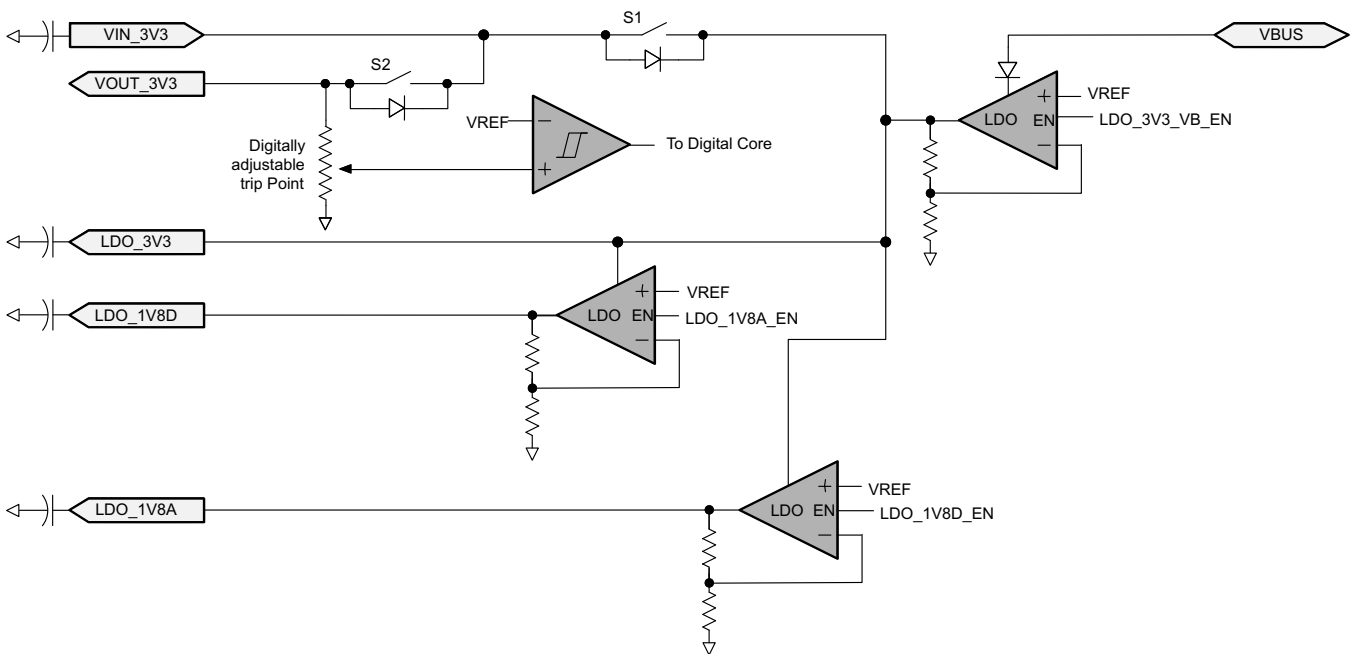 VIN_3V3
S1
VBUS
S2
VOUT_3V3
VREF
To Digital Core
Digitally
adjustable
trip Point
VREF
LDO
EN
LDO_3V3_VB_EN
LDO_3V3
VREF
LDO_1V8D
LDO
EN
LDO_1V8A_EN
VREF
LDO_1V8A
LDO
EN
LDO_1V8D_EN